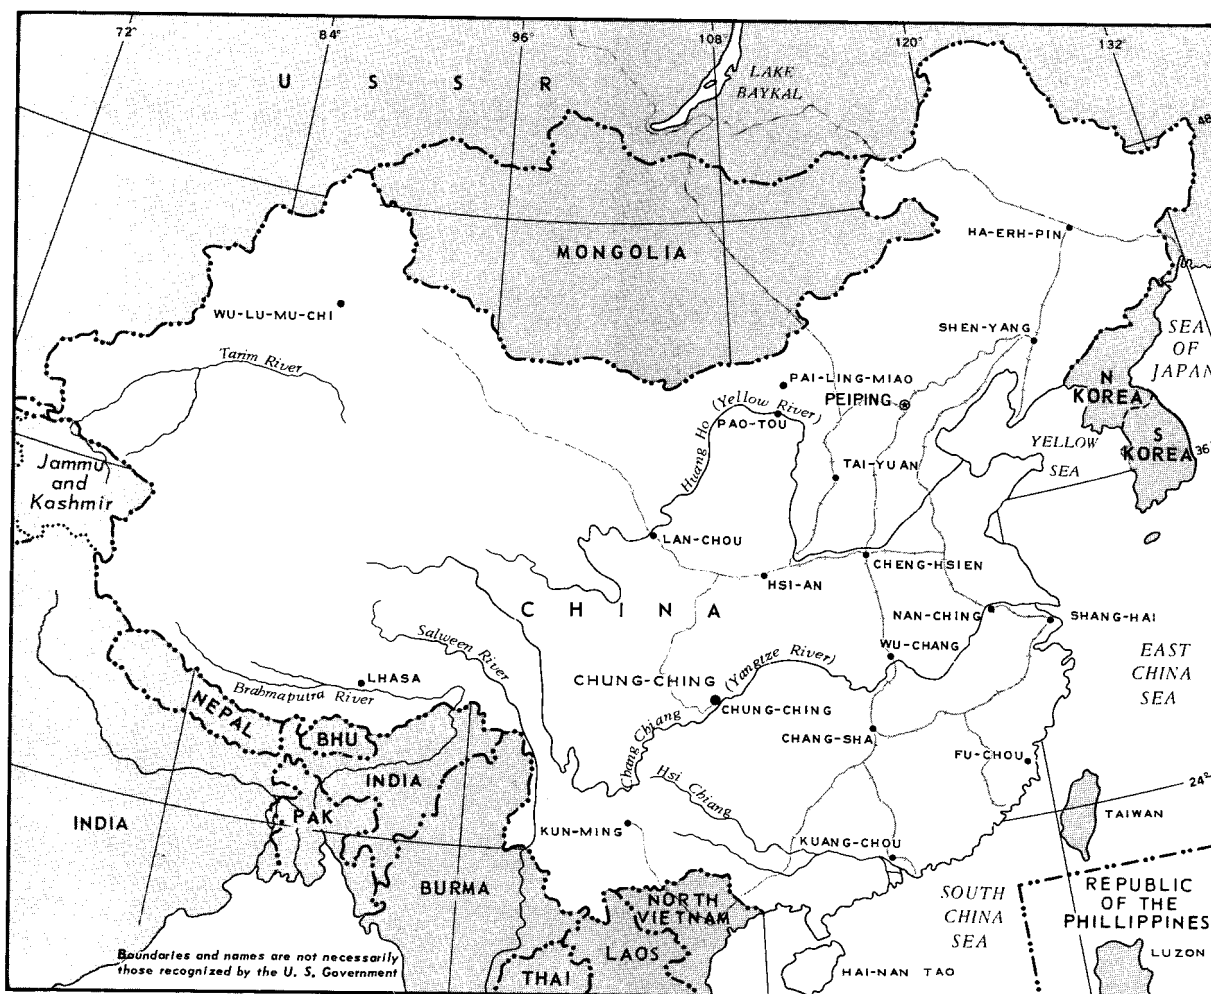 72°
84°
96°
108
120°
132°
U S S R
LAKE
BAYKAL
48
MONGOLIA
HA-ERH-PIN
WU-LU-MU-CHI
SHEN-YANG
SEA
OF
JAPAN
Tarim River
PAI-LING-MIAO
PEIPING
N
KOREA
(Yellow River)
PAO-TOU
Huang Ho
S
KOREA
36
YELLOW
SEA
TAI-YUAN
Jammu
and
Kashmir
LAN-CHOU
CHENG-HSIEN
HSI-AN
CHINA
NAN-CHING
SHANG-HAI
WU-CHANG
Salween River
EAST
CHINA
SEA
LHASA
Brahmaputra River
CHUNG-CHING
(Yangtze River)
CHUNG-CHING
Chang Chiang
NEPAL
BHU
CHANG-SHA
FU-CHOU
INDIA
Hsi Chiang
24°
PAK
INDIA
TAIWAN
KUN-MING
KUANG-CHOU
BURMA
NORTH
VIETNAM
SOUTH
CHINA
SEA
REPUBLIC
OF THE
PHILLIPPINES
LAOS
LUZON
THAI
HAI-NAN TAO
Boundaries and names are not necessarily
those recognized by the U. S. Government